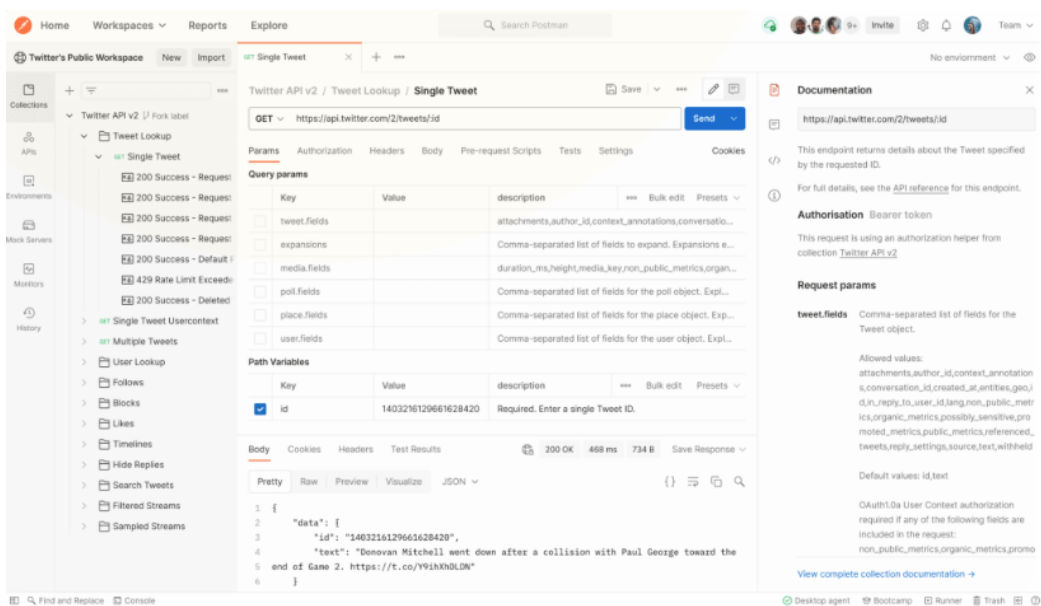 Home Workspaces Reports Explore Search Postman 9+ Invite Team
Twitter's Public Workspace New Import GET Single Tweet No enviornment
Collections
APIs
Environments
Mock Servers
Monitors
History
Twitter API v2 Fork label
Tweet Lookup
GET Single Tweet
E.g. 200 Success - Request
E.g. 200 Success - Request
E.g. 200 Success - Request
E.g. 200 Success - Request
E.g. 200 Success - Default
E.g. 429 Rate Limit Exceede
E.g. 200 Success - Deleted
GET Single Tweet Usercontext
GET Multiple Tweets
User Lookup
Follows
Blocks
Likes
Timelines
Hide Replies
Search Tweets
Filtered Streams
Sampled Streams
Twitter API v2 / Tweet Lookup / Single Tweet Save
GET https://api.twitter.com/2/tweets/:id Send
Params Authorization Headers Body Pre-request Scripts Tests Settings Cookies
Query params
Key Value description Bulk edit Presets
tweet.fields attachments,author_id,context_annotations,conversatio...
expansions Comma-separated list of fields to expand. Expansions e...
media.fields duration_ms,height,media_key,non_public_metrics,organ...
poll.fields Comma-separated list of fields for the poll object. Expl...
place.fields Comma-separated list of fields for the place object. Exp...
user.fields Comma-separated list of fields for the user object. Expl...
Path Variables
Key Value description Bulk edit Presets
id 1403216129661628420 Required. Enter a single Tweet ID.
Body Cookies Headers Test Results 200 OK 468 ms 734 B Save Response
Pretty Raw Preview Visualize JSON
1 {
2 "data": [
3 "id": "1403216129661628420",
4 "text": "Donovan Mitchell went down after a collision with Paul George toward the
5 end of Game 2. https://t.co/Y9ihXhDLDN"
6 }
Documentation
https://api.twitter.com/2/tweets/:id
This endpoint returns details about the Tweet specified
by the requested ID.
For full details, see the API reference for this endpoint.
Authorisation Bearer token
This request is using an authorization helper from
collection Twitter API v2
Request params
tweet.fields Comma-separated list of fields for the
Tweet object.
Allowed values:
attachments,author_id,context_annotation
s,conversation_id,created_at,entities,geo,i
d,in_reply_to_user_id,lang,non_public_metr
ics,organic_metrics,possibly_sensitive,pro
moted_metrics,public_metrics,referenced_
tweets,reply_settings,source,text,withheld
Default values: id,text
OAuth1.0a User Context authorization
required if any of the following fields are
included in the request:
non_public_metrics,organic_metrics,promo
View complete collection documentation →
Find and Replace Console Desktop agent Bootcamp Runner Trash